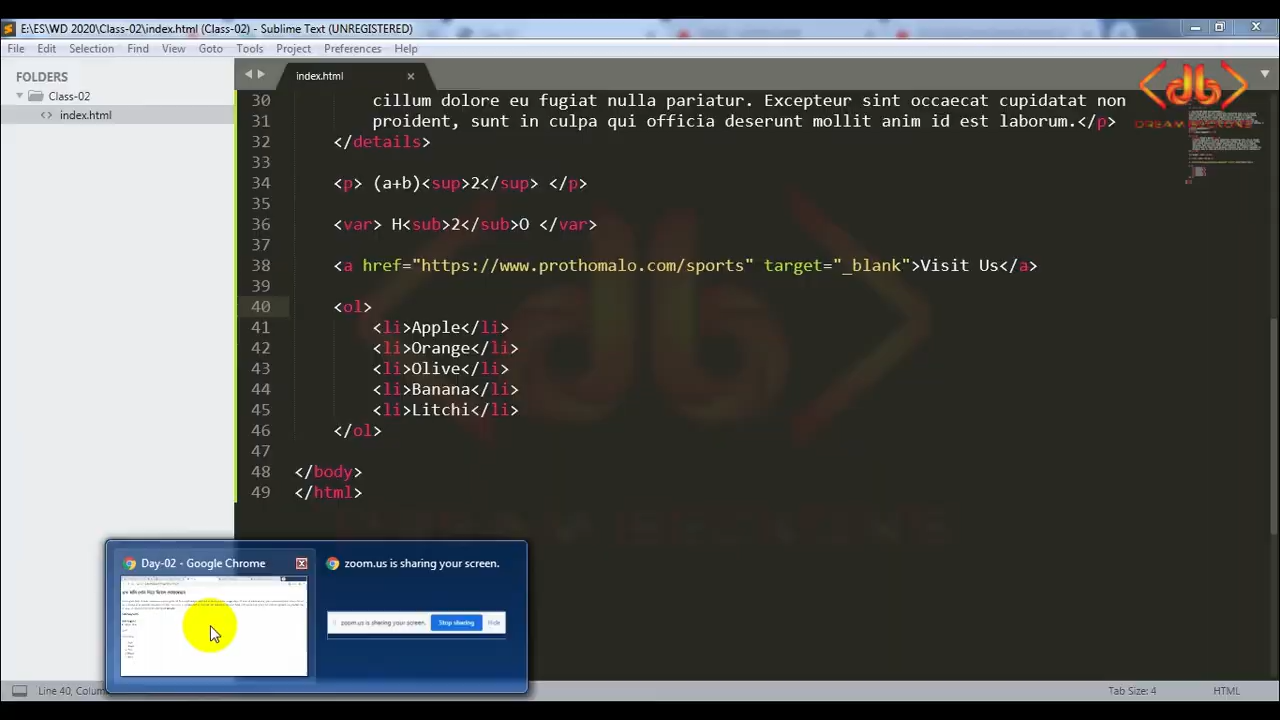 E:\ES\WD 2020\Class-02\index.html (Class-02) - Sublime Text (UNREGISTERED)
File Edit Selection Find View Goto Tools Project Preferences Help
FOLDERS
Class-02
<> index.html
index.html
30 cillum dolore eu fugiat nulla pariatur. Excepteur sint occaecat cupidatat non
31 proident, sunt in culpa qui officia deserunt mollit anim id est laborum.</p>
32 </details>
33
34 <p> (a+b)<sup>2</sup> </p>
35
36 <var> H<sub>2</sub>O </var>
37
38 <a href="https://www.prothomalo.com/sports" target="_blank">Visit Us</a>
39
40 <ol>
41 <li>Apple</li>
42 <li>Orange</li>
43 <li>Olive</li>
44 <li>Banana</li>
45 <li>Litchi</li>
46 </ol>
47
48 </body>
49 </html>
Day-02 - Google Chrome
zoom.us is sharing your screen.
zoom.us is sharing your screen. Stop sharing Hide
Line 40, Colum
Tab Size: 4
HTML